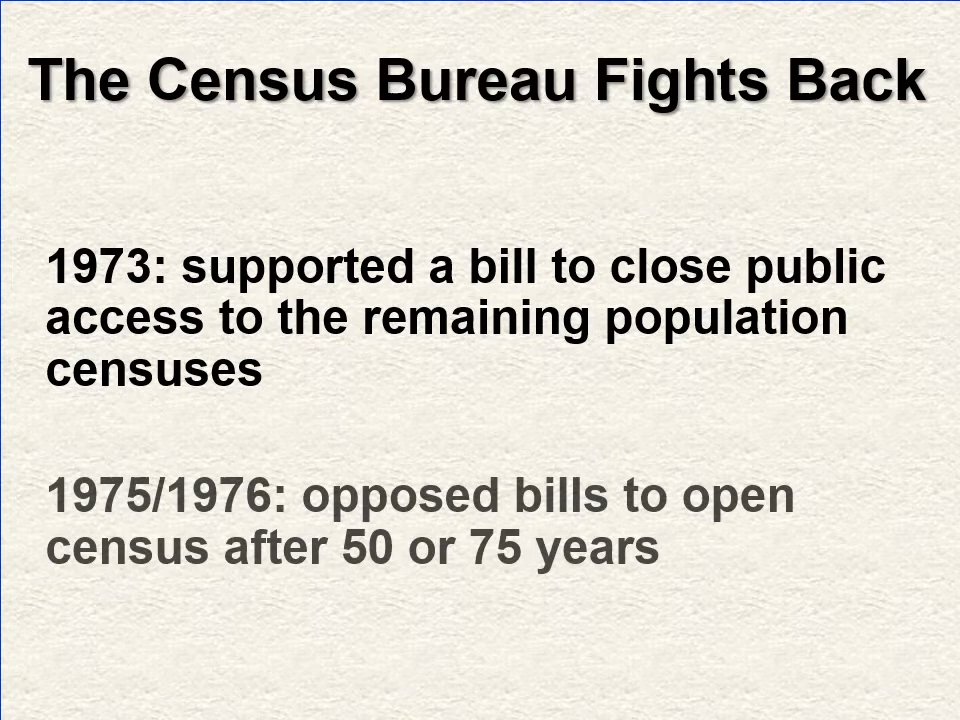 The Census Bureau Fights Back
1973: supported a bill to close public
access to the remaining population
censuses
1975/1976: opposed bills to open
census after 50 or 75 years